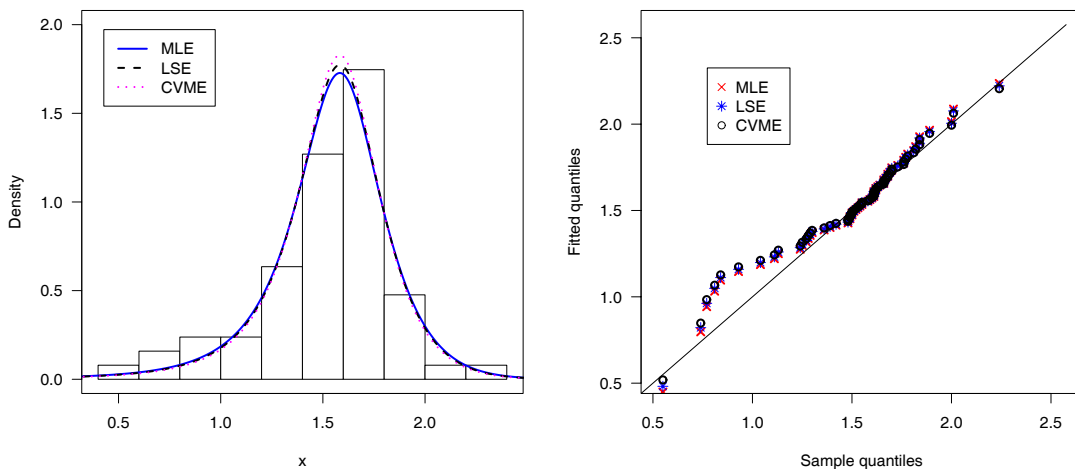 2.0
1.5
1.0
0.5
0.0
Density
MLE
LSE
CVME
0.5 1.0 1.5 2.0
x
2.5
2.0
1.5
1.0
0.5
Fitted quantiles
MLE
LSE
CVME
0.5 1.0 1.5 2.0 2.5
Sample quantiles